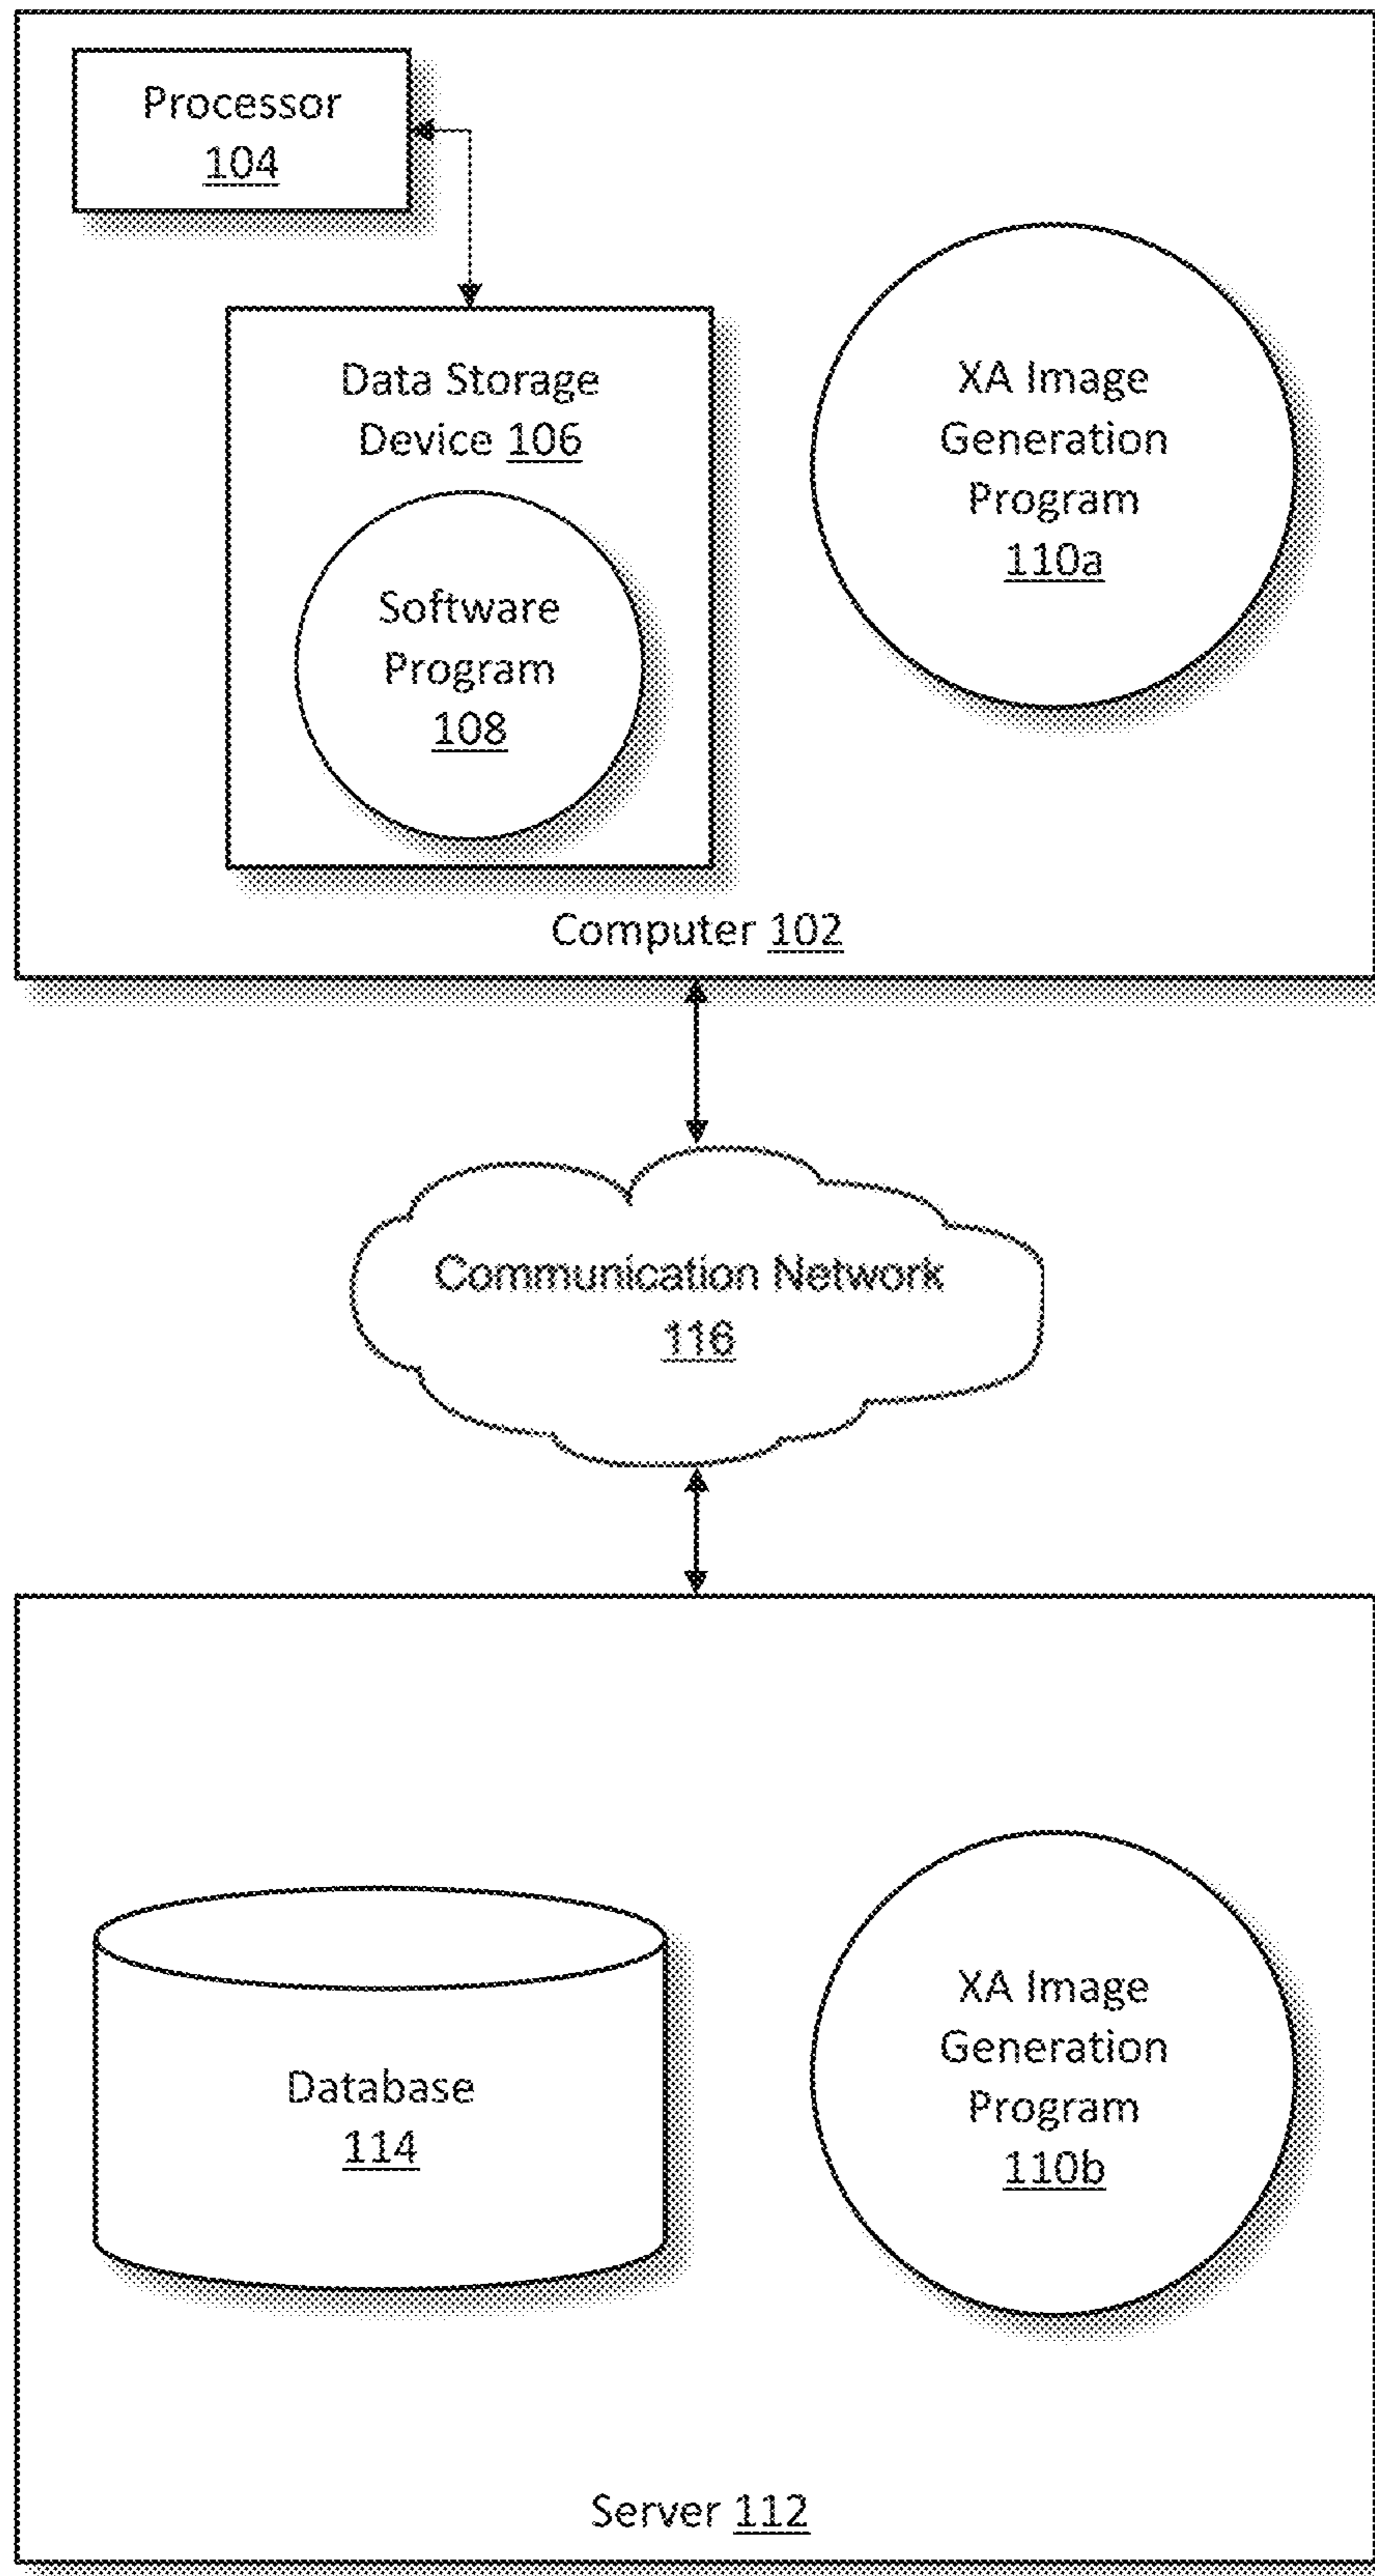 Processor
104
Data Storage
Device 106
Software
Program
108
XA Image
Generation
Program
110a
Computer 102
Communication Network
116
Database
114
XA Image
Generation
Program
110b
Server 112